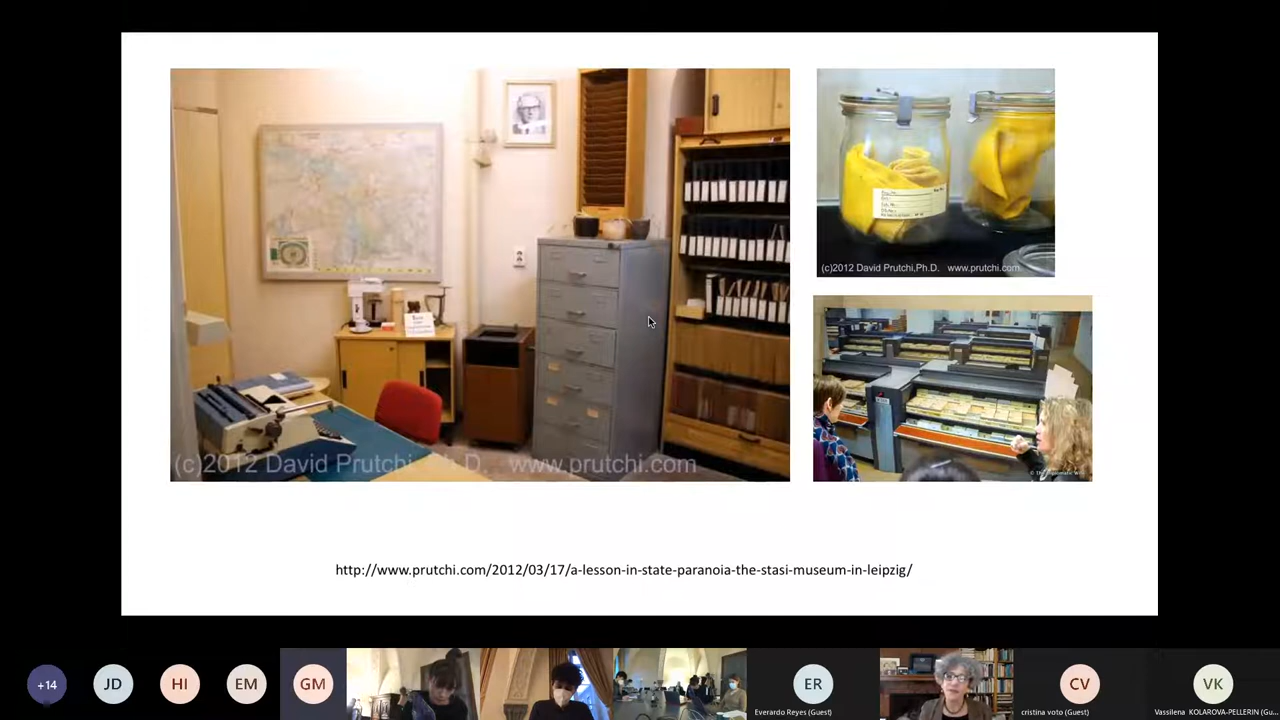 (c)2012 David Prutchi,Ph.D. www.prutchi.com
(c)2012 David Prutchi,Ph.D. www.prutchi.com
http://www.prutchi.com/2012/03/17/a-lesson-in-state-paranoia-the-stasi-museum-in-leipzig/
+14
JD
HI
EM
GM
ER
Everardo Reyes (Guest)
CV
cristina voto (Guest)
VK
Vassilena KOLAROVA-PELLERIN (Gu...